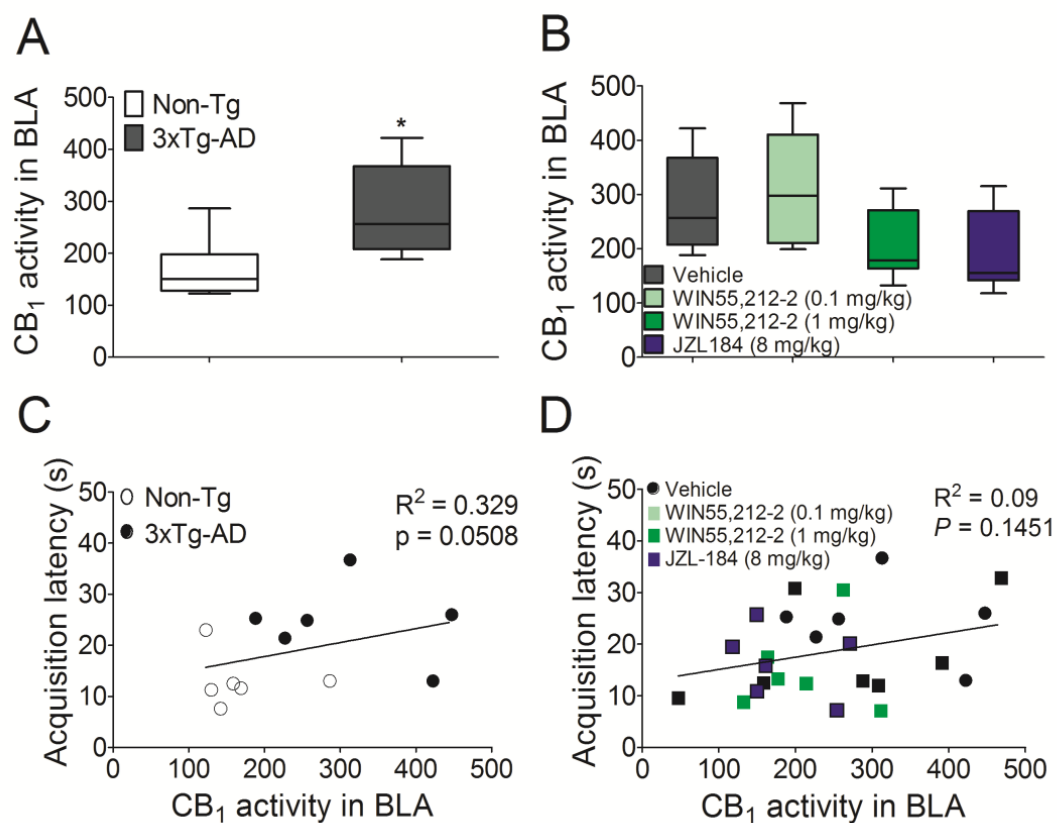 A
CB₁ activity in BLA
500
400
300
200
100
0
Non-Tg
3xTg-AD
*
B
CB₁ activity in BLA
500
400
300
200
100
0
Vehicle
WIN55,212-2 (0.1 mg/kg)
WIN55,212-2 (1 mg/kg)
JZL184 (8 mg/kg)
C
Acquisition latency (s)
50
40
30
20
10
0
Non-Tg
3xTg-AD
R² = 0.329
p = 0.0508
0 100 200 300 400 500
CB₁ activity in BLA
D
Acquisition latency (s)
50
40
30
20
10
0
Vehicle
WIN55,212-2 (0.1 mg/kg)
WIN55,212-2 (1 mg/kg)
JZL-184 (8 mg/kg)
R² = 0.09
P = 0.1451
0 100 200 300 400 500
CB₁ activity in BLA